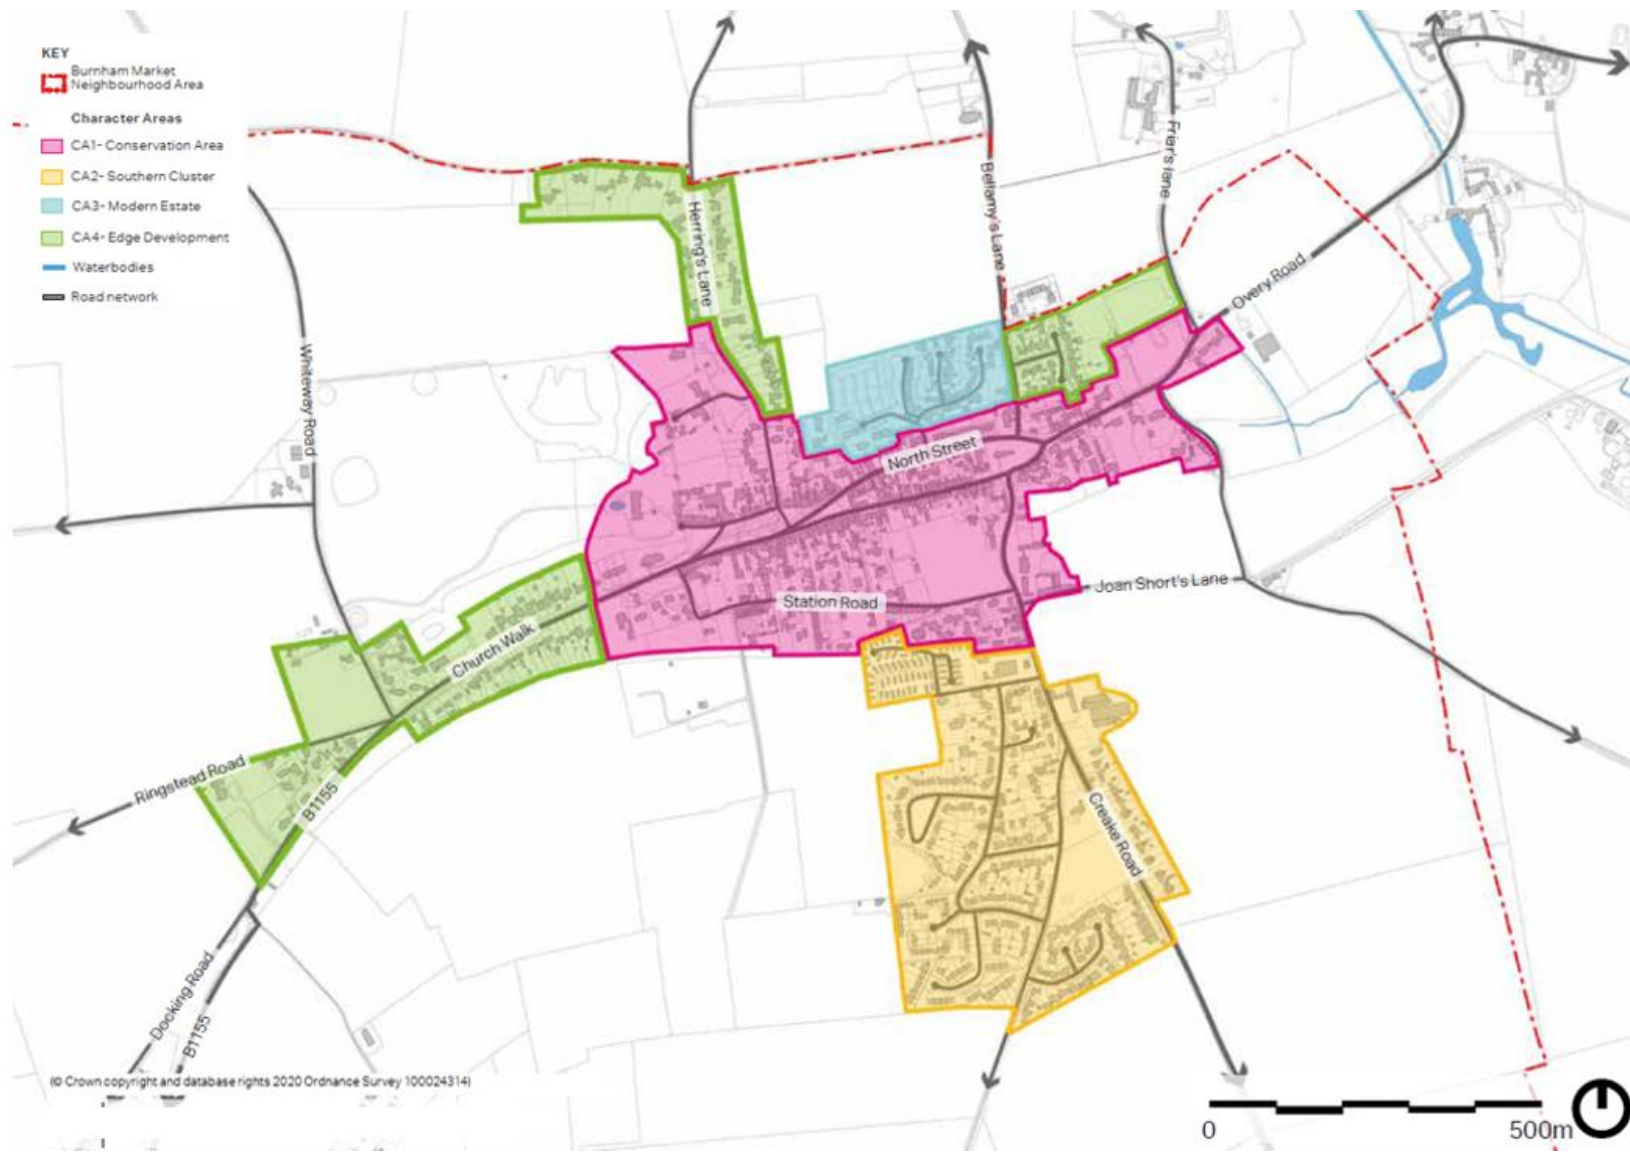 KEY
Burnham Market
Neighbourhood Area
Character Areas
CA1- Conservation Area
CA2- Southern Cluster
CA3- Modern Estate
CA4- Edge Development
Waterbodies
Road network
Herring's Lane
Bellamy's Lane
Friar's lane
Overy Road
Whiteway Road
North Street
Joan Short's Lane
Station Road
Church Walk
Ringstead Road
B1155
Creake Road
Docking Road
B1155
(© Crown copyright and database rights 2020 Ordnance Survey 100024314)
0
500m